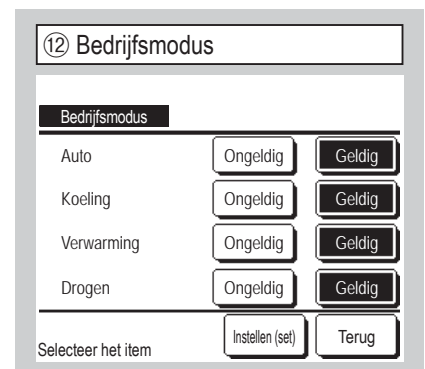 ⑫ Bedrijfsmodus
Bedrijfsmodus
Auto Ongeldig Geldig
Koeling Ongeldig Geldig
Verwarming Ongeldig Geldig
Drogen Ongeldig Geldig
Selecteer het item Instellen (set) Terug